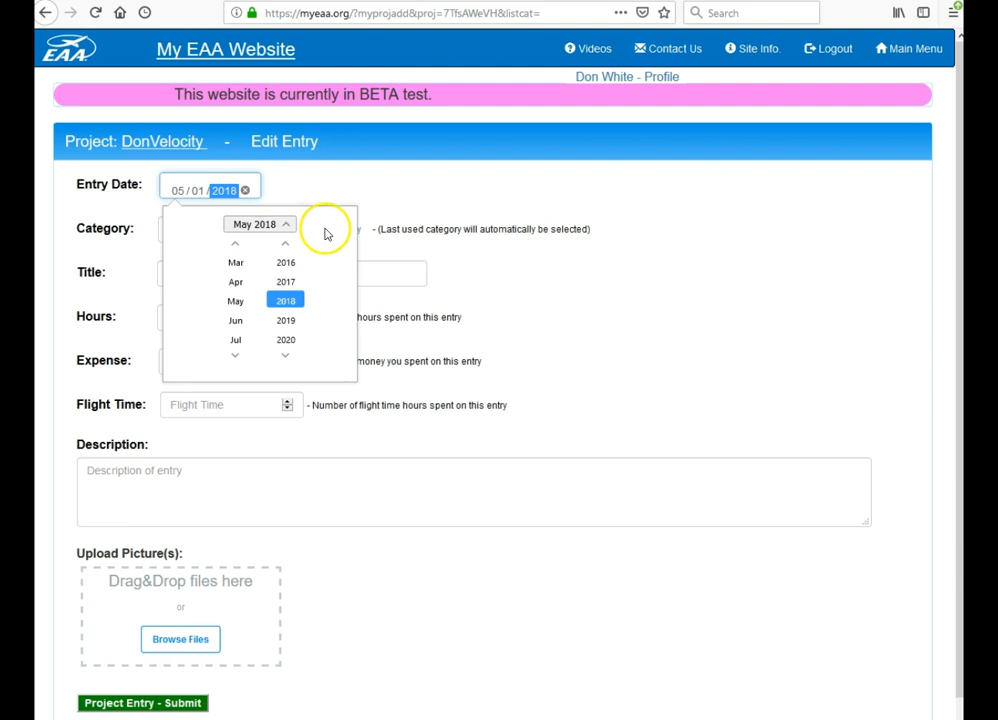 https://myeaa.org/?myprojadd&proj=7TfsAWeVH&listcat=
Search
EAA
My EAA Website
Videos
Contact Us
Site Info.
Logout
Main Menu
Don White - Profile
This website is currently in BETA test.
Project: DonVelocity - Edit Entry
Entry Date:
05 / 01 / 2018
May 2018
Mar 2016
Apr 2017
May 2018
Jun 2019
Jul 2020
Category:
- (Last used category will automatically be selected)
Title:
Hours:
hours spent on this entry
Expense:
money you spent on this entry
Flight Time:
Flight Time
- Number of flight time hours spent on this entry
Description:
Description of entry
Upload Picture(s):
Drag&Drop files here
or
Browse Files
Project Entry - Submit